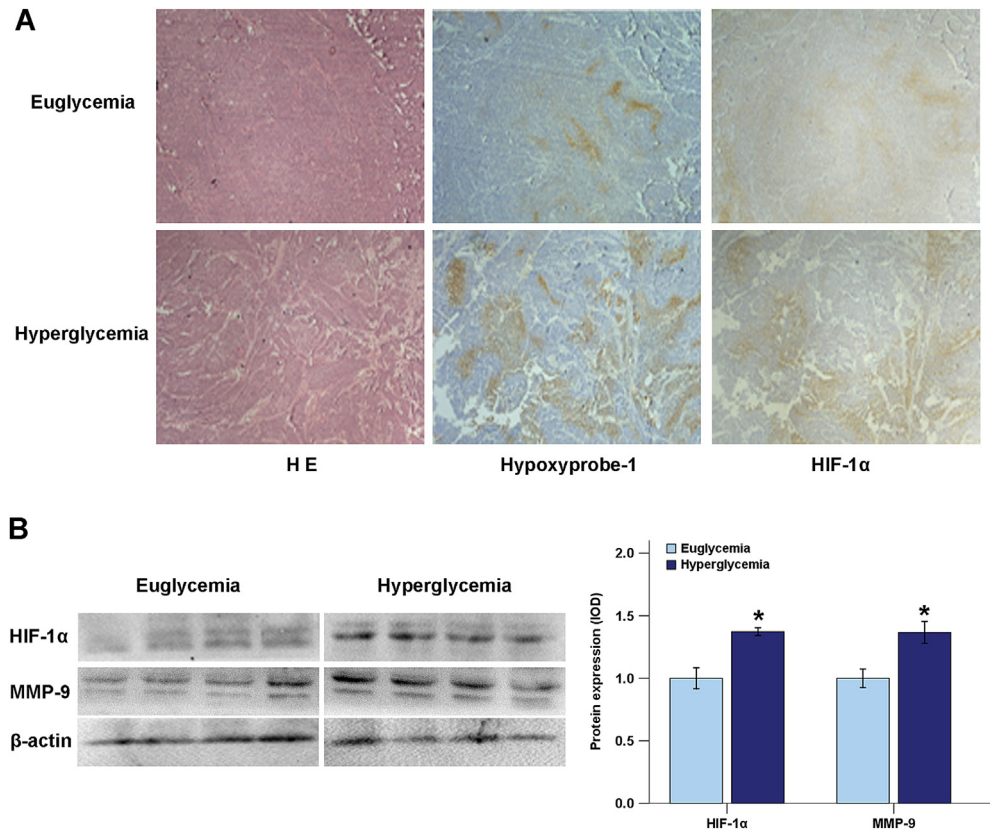 A
Euglycemia
Hyperglycemia
H E
Hypoxyprobe-1
HIF-1α
B
Euglycemia
Hyperglycemia
HIF-1α
MMP-9
β-actin
Protein expression (IOD)
2.0
1.5
1.0
0.5
0.0
Euglycemia
Hyperglycemia
*
*
HIF-1α
MMP-9